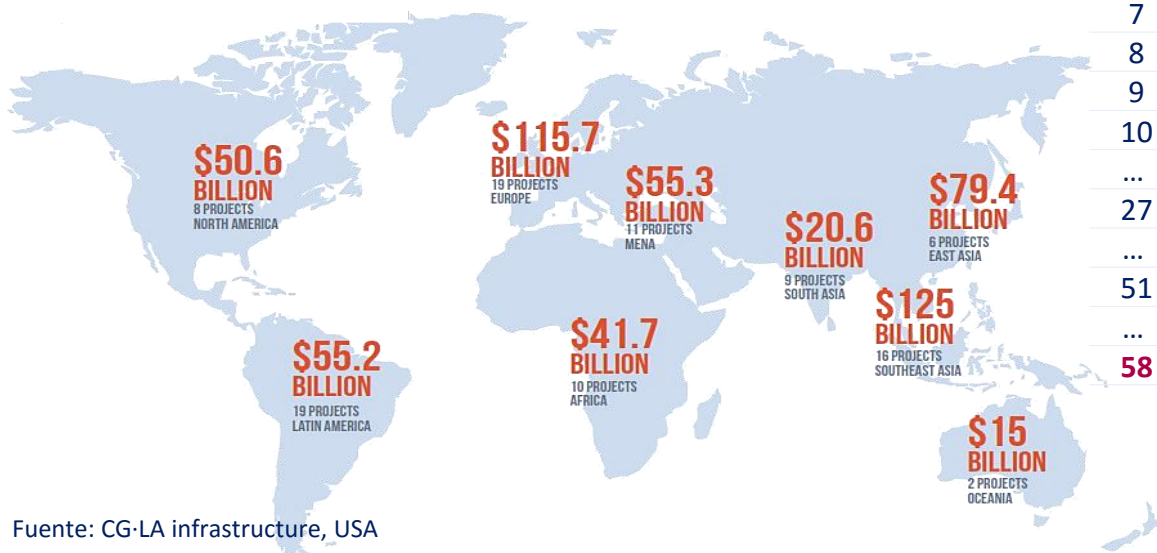 $50.6
BILLION
8 PROJECTS
NORTH AMERICA
$115.7
BILLION
19 PROJECTS
EUROPE
$55.3
BILLION
11 PROJECTS
MENA
$20.6
BILLION
9 PROJECTS
SOUTH ASIA
$79.4
BILLION
6 PROJECTS
EAST ASIA
$125
BILLION
16 PROJECTS
SOUTHEAST ASIA
$41.7
BILLION
10 PROJECTS
AFRICA
$55.2
BILLION
19 PROJECTS
LATIN AMERICA
$15
BILLION
2 PROJECTS
OCEANIA
7
8
9
10
...
27
...
51
...
58
Fuente: CG·LA infrastructure, USA